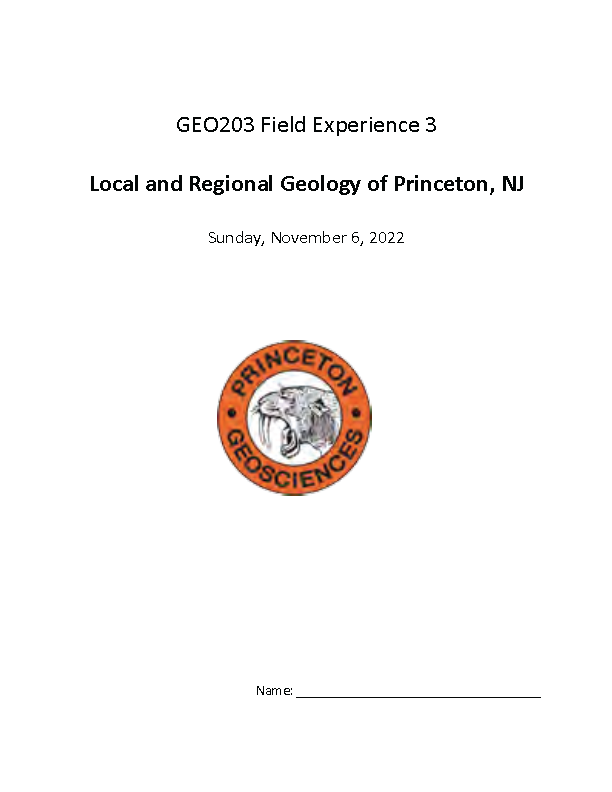 GEO203 Field Experience 3
Local and Regional Geology of Princeton, NJ
Sunday, November 6, 2022
PRINCETON
GEOSCIENCES
Name: ___________________________________